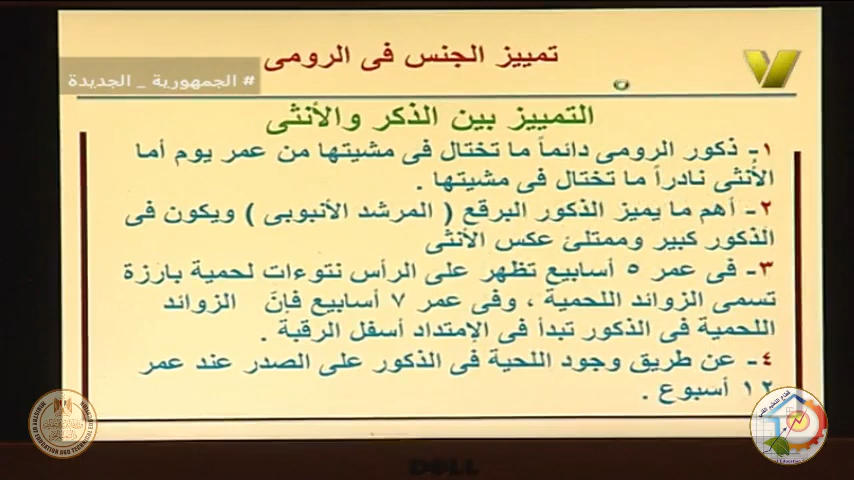 تمييز الجنس فى الرومى
# الجمهورية _ الجديدة
التمييز بين الذكر والأنثى
١- ذكور الرومى دائماً ما تختال فى مشيتها من عمر يوم أما
الأنثى نادراً ما تختال فى مشيتها .
٢- أهم ما يميز الذكور البرقع ( المرشد الأنبوبى ) ويكون فى
الذكور كبير وممتلئ عكس الأنثى
٣- فى عمر ٥ أسابيع تظهر على الرأس نتوءات لحمية بارزة
تسمى الزوائد اللحمية ، وفى عمر ٧ أسابيع فإنّ الزوائد
اللحمية فى الذكور تبدأ فى الإمتداد أسفل الرقبة .
٤- عن طريق وجود اللحية فى الذكور على الصدر عند عمر
١٢ أسبوع .
DELL